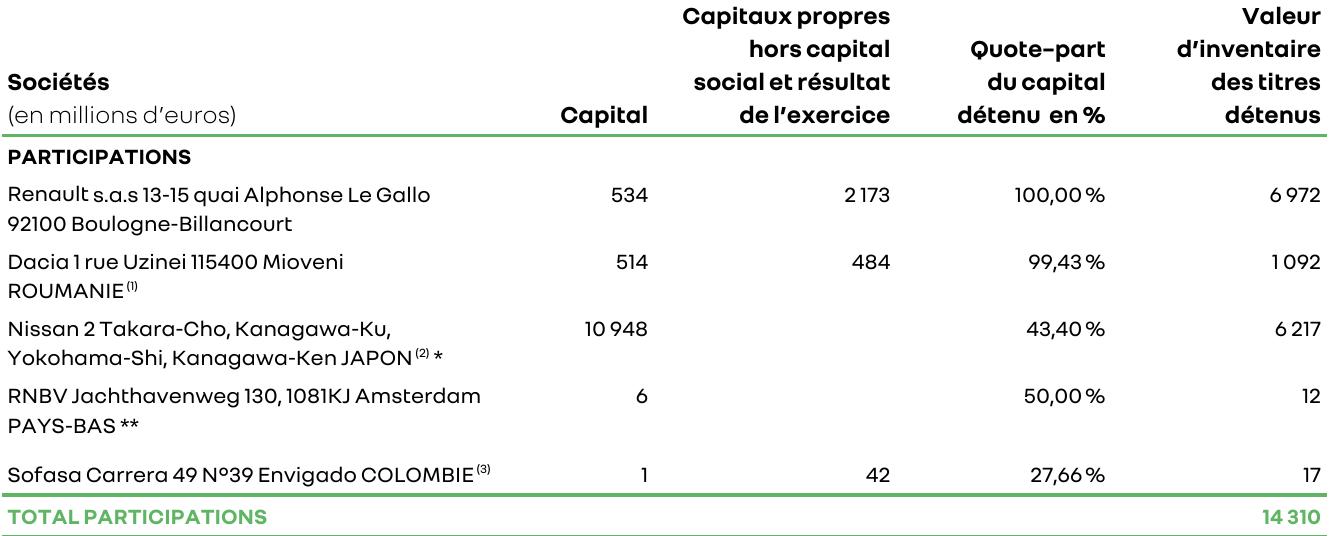 Capitaux propres hors capital social et résultat de l'exercice
Quote-part du capital détenu en %
Valeur d'inventaire des titres détenus
Sociétés
(en millions d'euros) Capital
PARTICIPATIONS
Renault s.a.s 13-15 quai Alphonse Le Gallo 534 2 173 100,00 % 6 972
92100 Boulogne-Billancourt
Dacia 1 rue Uzinei 115400 Mioveni 514 484 99,43 % 1 092
ROUMANIE (1)
Nissan 2 Takara-Cho, Kanagawa-Ku, 10 948 43,40 % 6 217
Yokohama-Shi, Kanagawa-Ken JAPON (2) *
RNBV Jachthavenweg 130, 1081KJ Amsterdam 6 50,00 % 12
PAYS-BAS **
Sofasa Carrera 49 N°39 Envigado COLOMBIE (3) 1 42 27,66 % 17
TOTAL PARTICIPATIONS 14 310